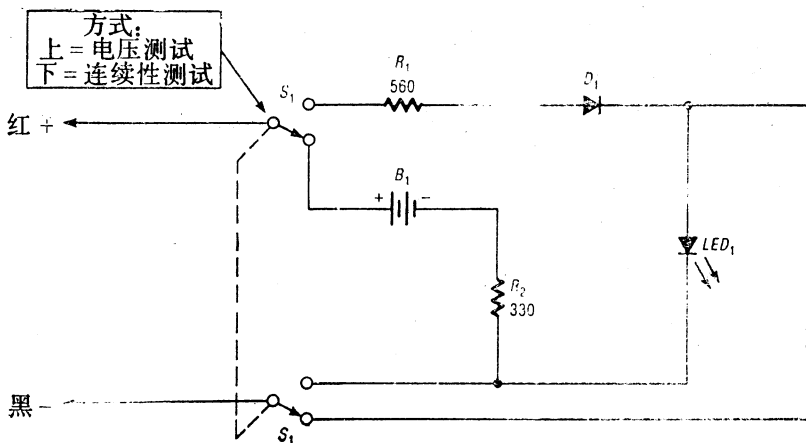 方式：
上 = 电压测试
下 = 连续性测试
S₁
R₁
560
D₁
红 +
B₁
+
−
LED₁
R₂
330
黑 −
S₁